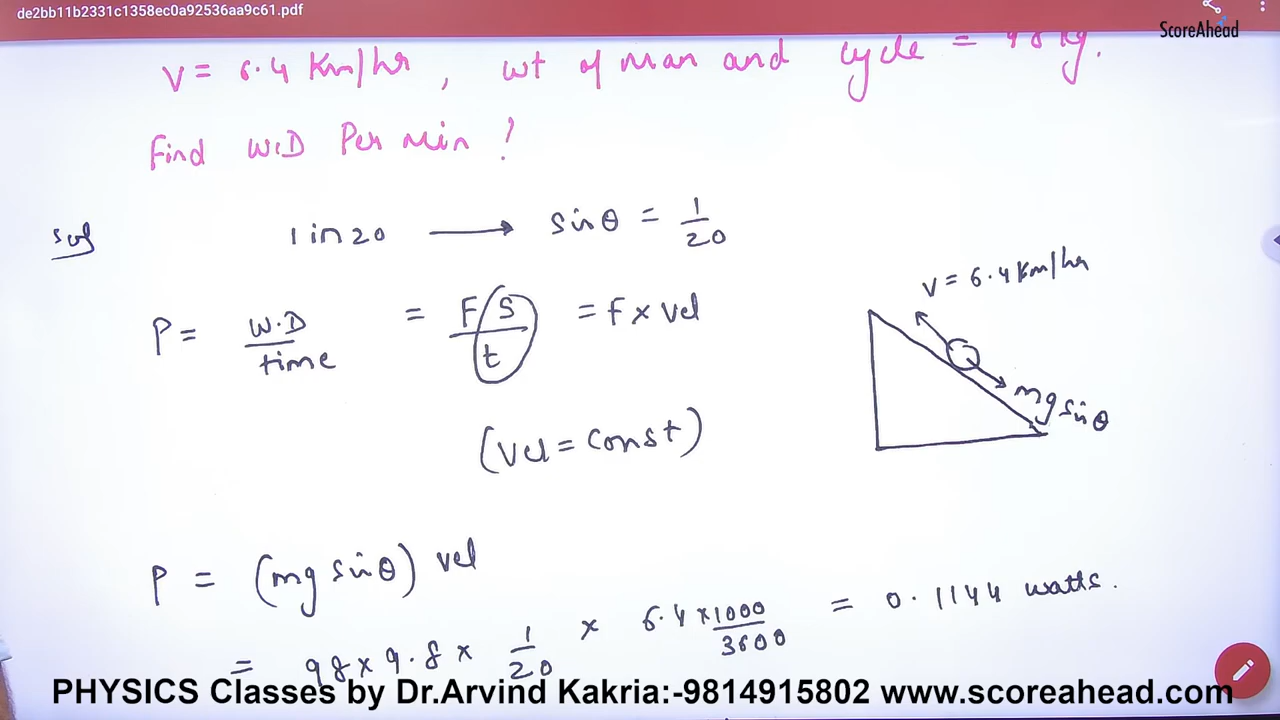 de2bb11b2331c1358ec0a92536aa9c61.pdf
ScoreAhead
V = 6.4 Km/hr , wt of man and cycle = 98 kg.
Find W.D Per Min ?
Sol
1 in 20 ⟶ sin θ = 1/20
V = 6.4 Km/hr
P = W.D/time = F S/t = F x vel
mg sin θ
(Vel = Const)
P = (mg sin θ) vel
= 98 x 9.8 x 1/20 x 6.4 x 1000/3600 = 0.1144 watts.
PHYSICS Classes by Dr.Arvind Kakria:-9814915802 www.scoreahead.com